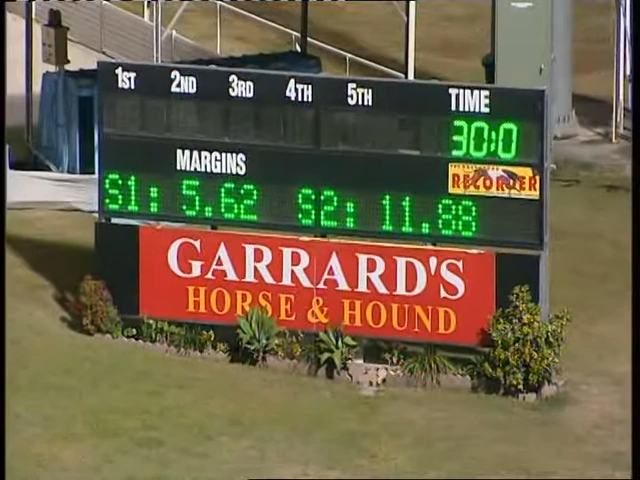 1ST 2ND 3RD 4TH 5TH TIME
30:0
MARGINS
RECORDER
S1: 5.62 S2: 11.88
GARRARD'S
HORSE & HOUND